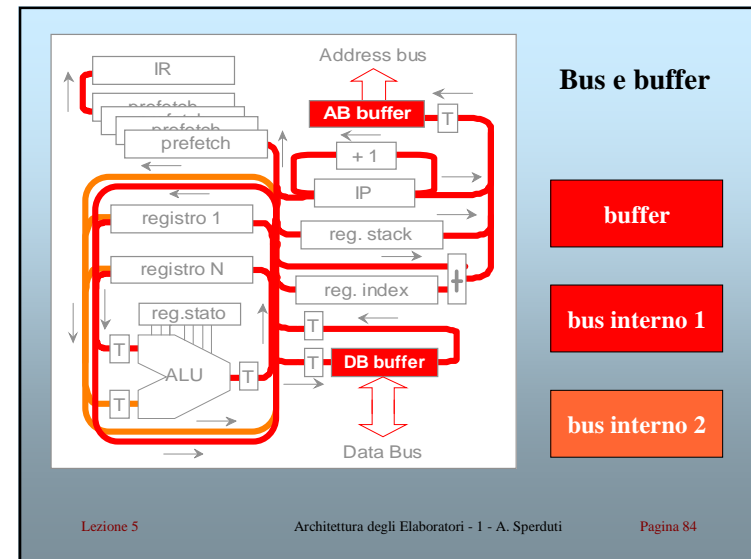 Bus e buffer
Address bus
IR
prefetch
prefetch
prefetch
prefetch
AB buffer
T
+ 1
IP
registro 1
reg. stack
registro N
reg. index
+
reg.stato
T
T
ALU
T
T
T
DB buffer
Data Bus
buffer
bus interno 1
bus interno 2
Lezione 5
Architettura degli Elaboratori - 1 - A. Sperduti
Pagina 84